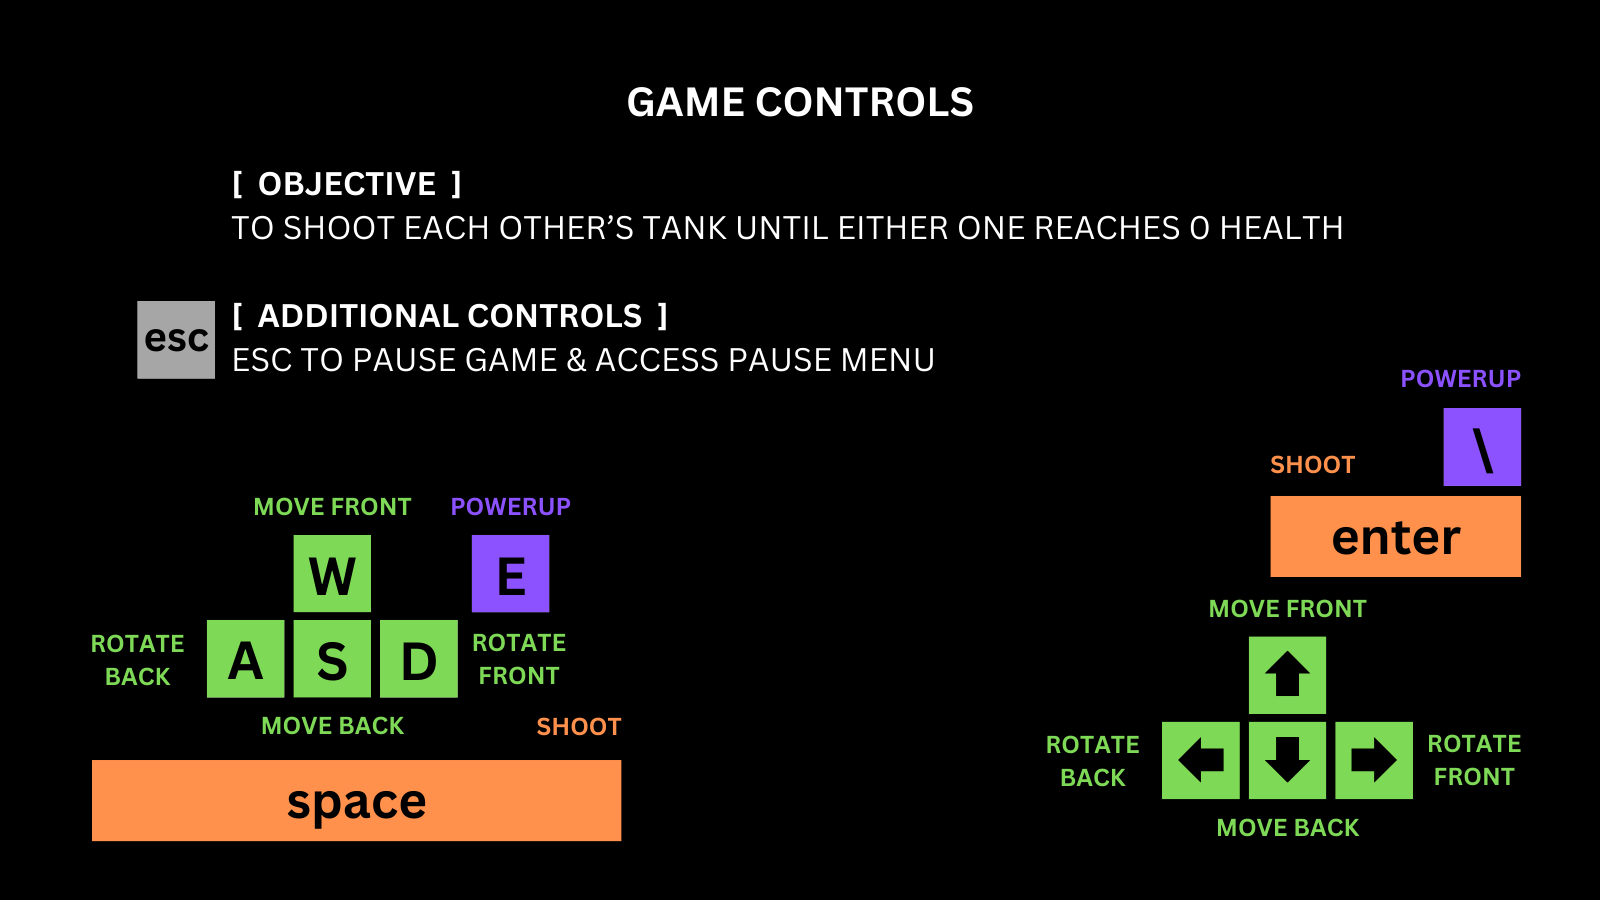 GAME CONTROLS
[ OBJECTIVE ]
TO SHOOT EACH OTHER’S TANK UNTIL EITHER ONE REACHES 0 HEALTH
esc
[ ADDITIONAL CONTROLS ]
ESC TO PAUSE GAME & ACCESS PAUSE MENU
MOVE FRONT
POWERUP
W
E
ROTATE
BACK
A
S
D
ROTATE
FRONT
MOVE BACK
SHOOT
space
POWERUP
\
SHOOT
enter
MOVE FRONT
ROTATE
BACK
ROTATE
FRONT
MOVE BACK